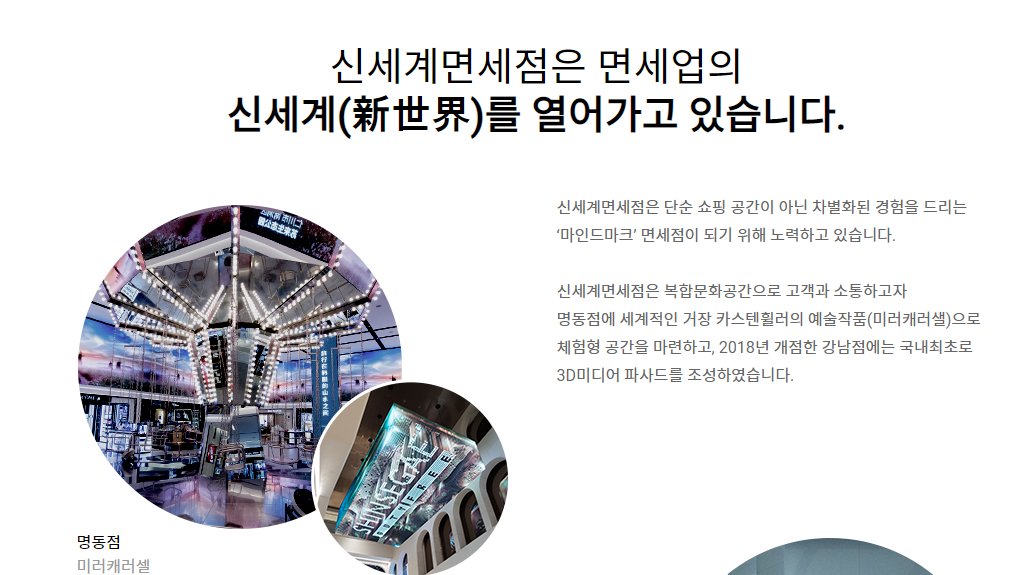 신세계면세점은 면세업의
신세계(新世界)를 열어가고 있습니다.
신세계면세점은 단순 쇼핑 공간이 아닌 차별화된 경험을 드리는
‘마인드마크’ 면세점이 되기 위해 노력하고 있습니다.
신세계면세점은 복합문화공간으로 고객과 소통하고자
명동점에 세계적인 거장 카스텐휠러의 예술작품(미러캐러샐)으로
체험형 공간을 마련하고, 2018년 개점한 강남점에는 국내최초로
3D미디어 파사드를 조성하였습니다.
SHINSEGAE
DUTY FREE
명동점
미러캐러셀